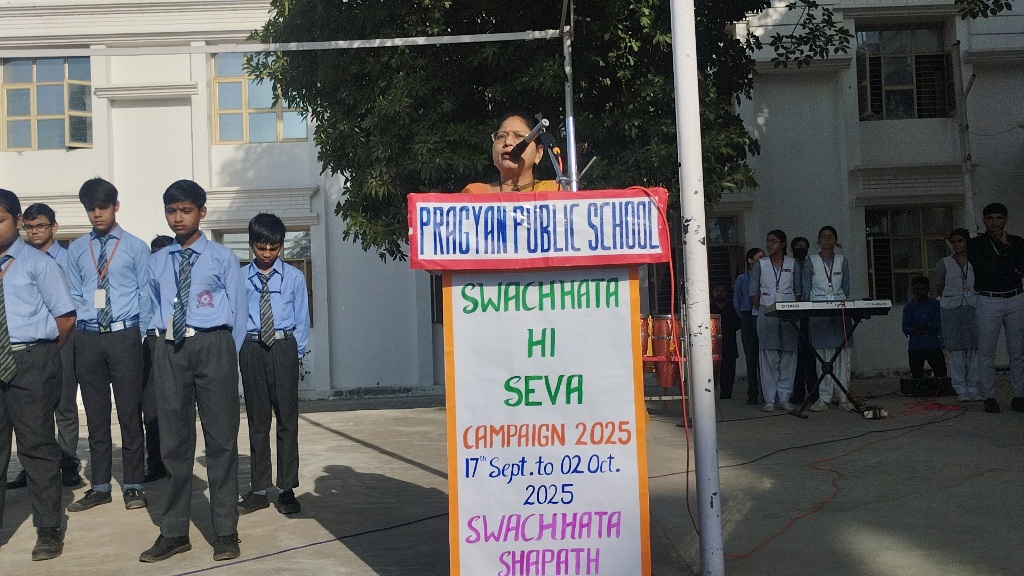 PRAGYAN PUBLIC SCHOOL
SWACHHATA
HI
SEVA
CAMPAIGN 2025
17th Sept. to 02 Oct.
2025
SWACHHATA
SHAPATH